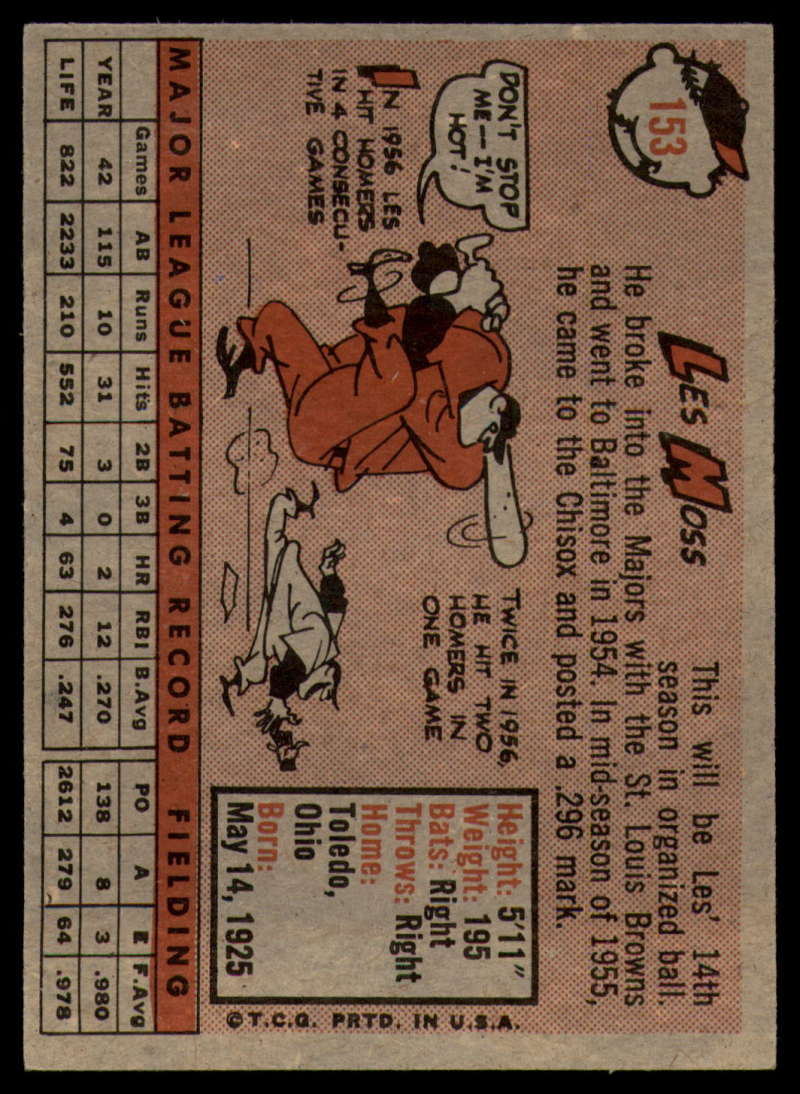 153
LES MOSS
This will be Les' 14th
season in organized ball.
He broke into the Majors with the St. Louis Browns
and went to Baltimore in 1954. In mid-season of 1955,
he came to the Chisox and posted a .296 mark.
DON'T STOP
ME—I'M
HOT!
IN 1956 LES
HIT HOMERS
IN 4 CONSECU-
TIVE GAMES
TWICE IN 1956,
HE HIT TWO
HOMERS IN
ONE GAME
Height: 5'11"
Weight: 195
Bats: Right
Throws: Right
Home:
Toledo,
Ohio
Born:
May 14, 1925
© T.C.G. PRTD. IN U.S.A.
MAJOR LEAGUE BATTING RECORD FIELDING
Games AB Runs Hits 2B 3B HR RBI B.Avg PO A E F.Avg
YEAR 42 115 10 31 3 0 2 12 .270 138 8 3 .980
LIFE 822 2233 210 552 75 4 63 276 .247 2612 279 64 .978